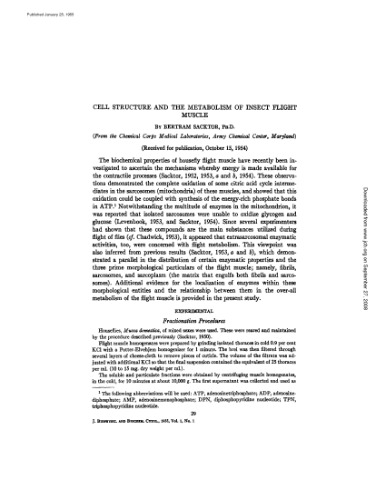 Published January 25, 1955
CELL STRUCTURE AND THE METABOLISM OF INSECT FLIGHT
MUSCLE
BY BERTRAM SACKTOR, PH.D.
(From the Chemical Corps Medical Laboratories, Army Chemical Center, Maryland)
(Received for publication, October 15, 1954)
The biochemical properties of housefly flight muscle have recently been in-
vestigated to ascertain the mechanisms whereby energy is made available for
the contractile processes (Sacktor, 1952, 1953, a and b, 1954). These observa-
tions demonstrated the complete oxidation of some citric acid cycle interme-
diates in the sarcosomes (mitochondria) of these muscles, and showed that this
oxidation could be coupled with synthesis of the energy-rich phosphate bonds
in ATP.¹ Notwithstanding the multitude of enzymes in the mitochondrion, it
was reported that isolated sarcosomes were unable to oxidize glycogen and
glucose (Levenbook, 1953, and Sacktor, 1954). Since several experimenters
had shown that these compounds are the main substances utilized during
flight of flies (cf. Chadwick, 1953), it appeared that extrasarcosomal enzymatic
activities, too, were concerned with flight metabolism. This viewpoint was
also inferred from previous results (Sacktor, 1953, a and b), which demon-
strated a parallel in the distribution of certain enzymatic properties and the
three prime morphological particulars of the flight muscle; namely, fibrils,
sarcosomes, and sarcoplasm (the matrix that engulfs both fibrils and sarco-
somes). Additional evidence for the localization of enzymes within these
morphological entities and the relationship between them in the over-all
metabolism of the flight muscle is provided in the present study.
EXPERIMENTAL
Fractionation Procedures
Houseflies, Musca domestica, of mixed sexes were used. These were reared and maintained
by the procedure described previously (Sacktor, 1950).
Flight muscle homogenates were prepared by grinding isolated thoraces in cold 0.9 per cent
KCl with a Potter-Elvehjem homogenizer for 1 minute. The brei was then filtered through
several layers of cheese-cloth to remove pieces of cuticle. The volume of the filtrate was ad-
justed with additional KCl so that the final suspension contained the equivalent of 25 thoraces
per ml. (10 to 15 mg. dry weight per ml.).
The soluble and particulate fractions were obtained by centrifuging muscle homogenates,
in the cold, for 10 minutes at about 10,000 g. The first supernatant was collected and used as
¹ The following abbreviations will be used: ATP, adenosinetriphosphate; ADP, adenosine-
diphosphate; AMP, adenosinemonophosphate; DPN, diphosphopyridine nucleotide; TPN,
triphosphopyridine nucleotide.
29
J. BIOPHYSIC. AND BIOCHEM. CYTOL., 1955, Vol. 1, No. 1
Downloaded from www.jcb.org on September 27, 2008